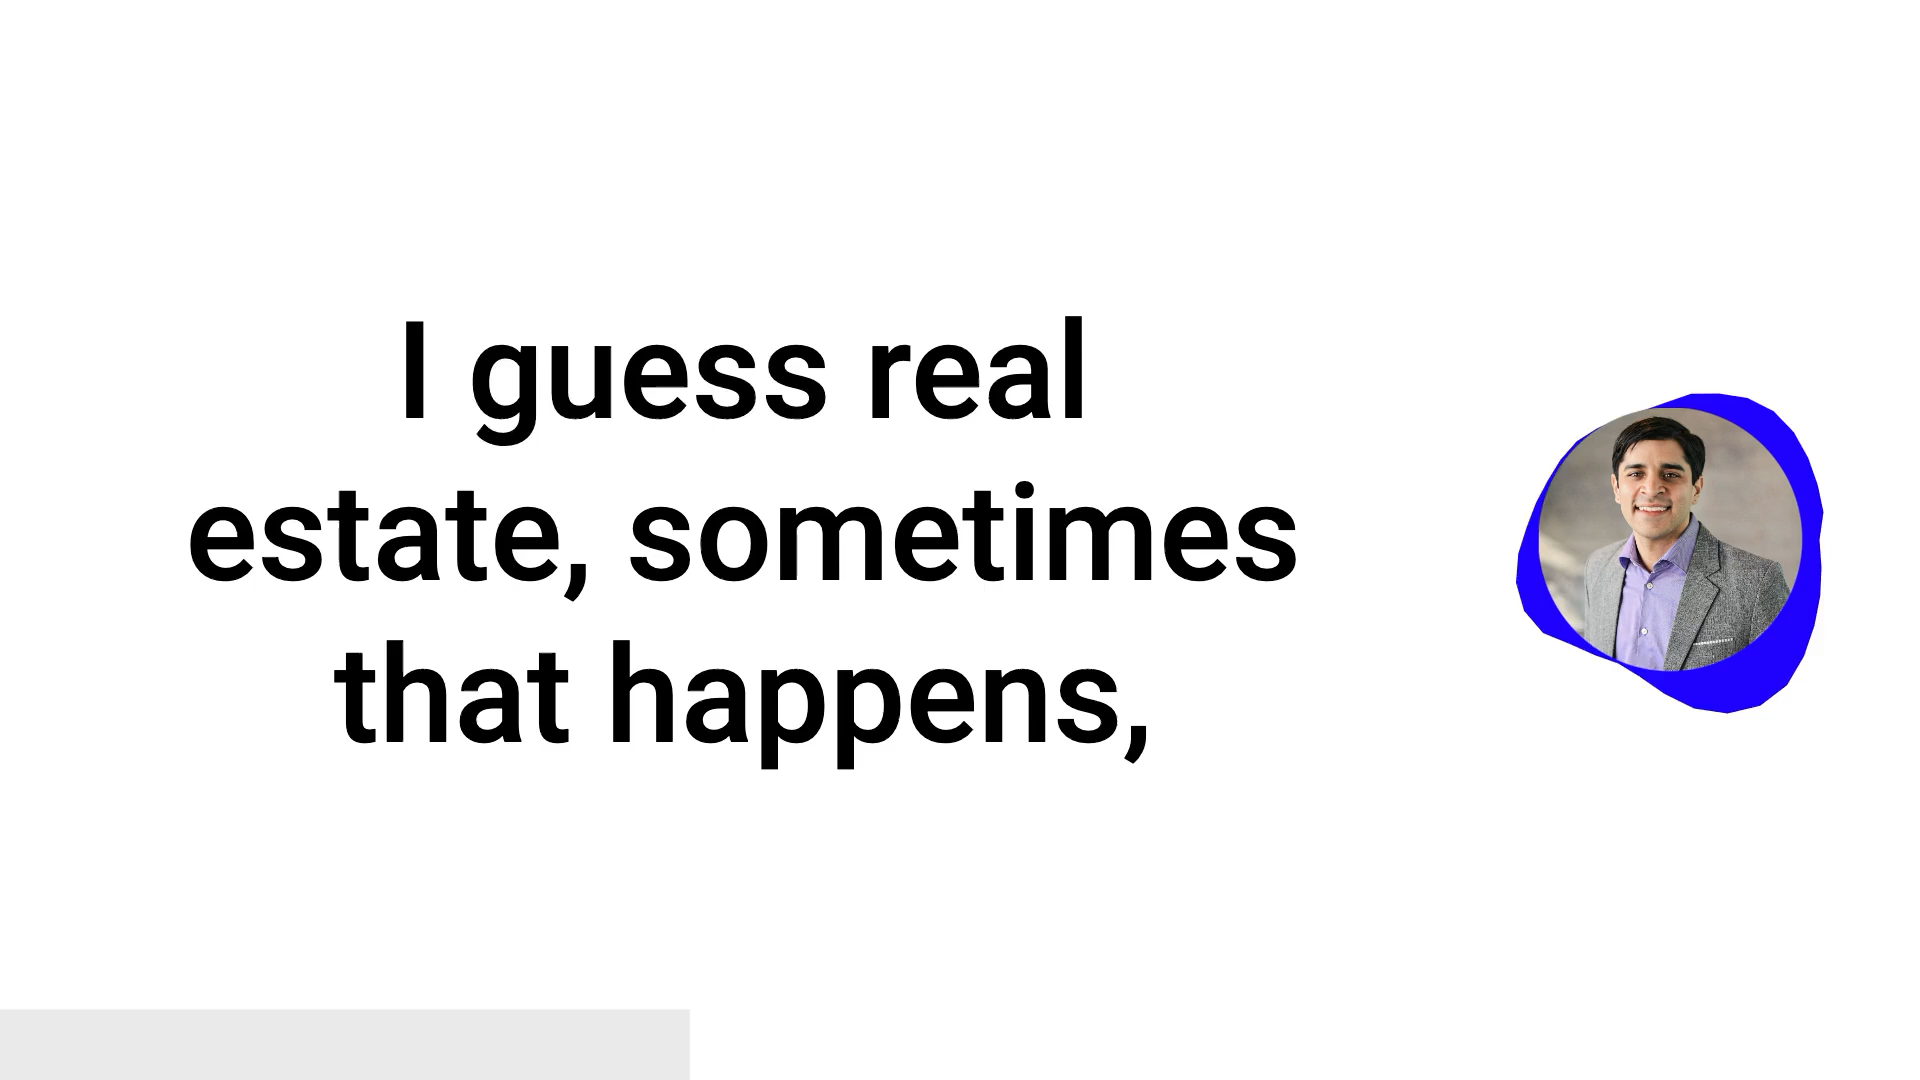 I guess real
estate, sometimes
that happens,